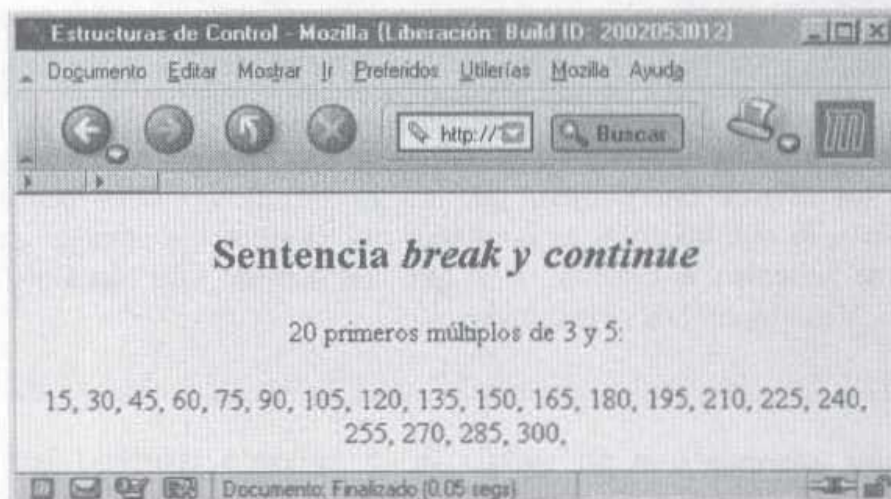 Estructuras de Control - Mozilla {Liberación: Build ID: 2002053012}
Documento Editar Mostrar Ir Preferidos Utilerías Mozilla Ayuda
http:// Buscar
Sentencia break y continue
20 primeros múltiplos de 3 y 5:
15, 30, 45, 60, 75, 90, 105, 120, 135, 150, 165, 180, 195, 210, 225, 240,
255, 270, 285, 300,
Documento: Finalizado (0.05 segs)